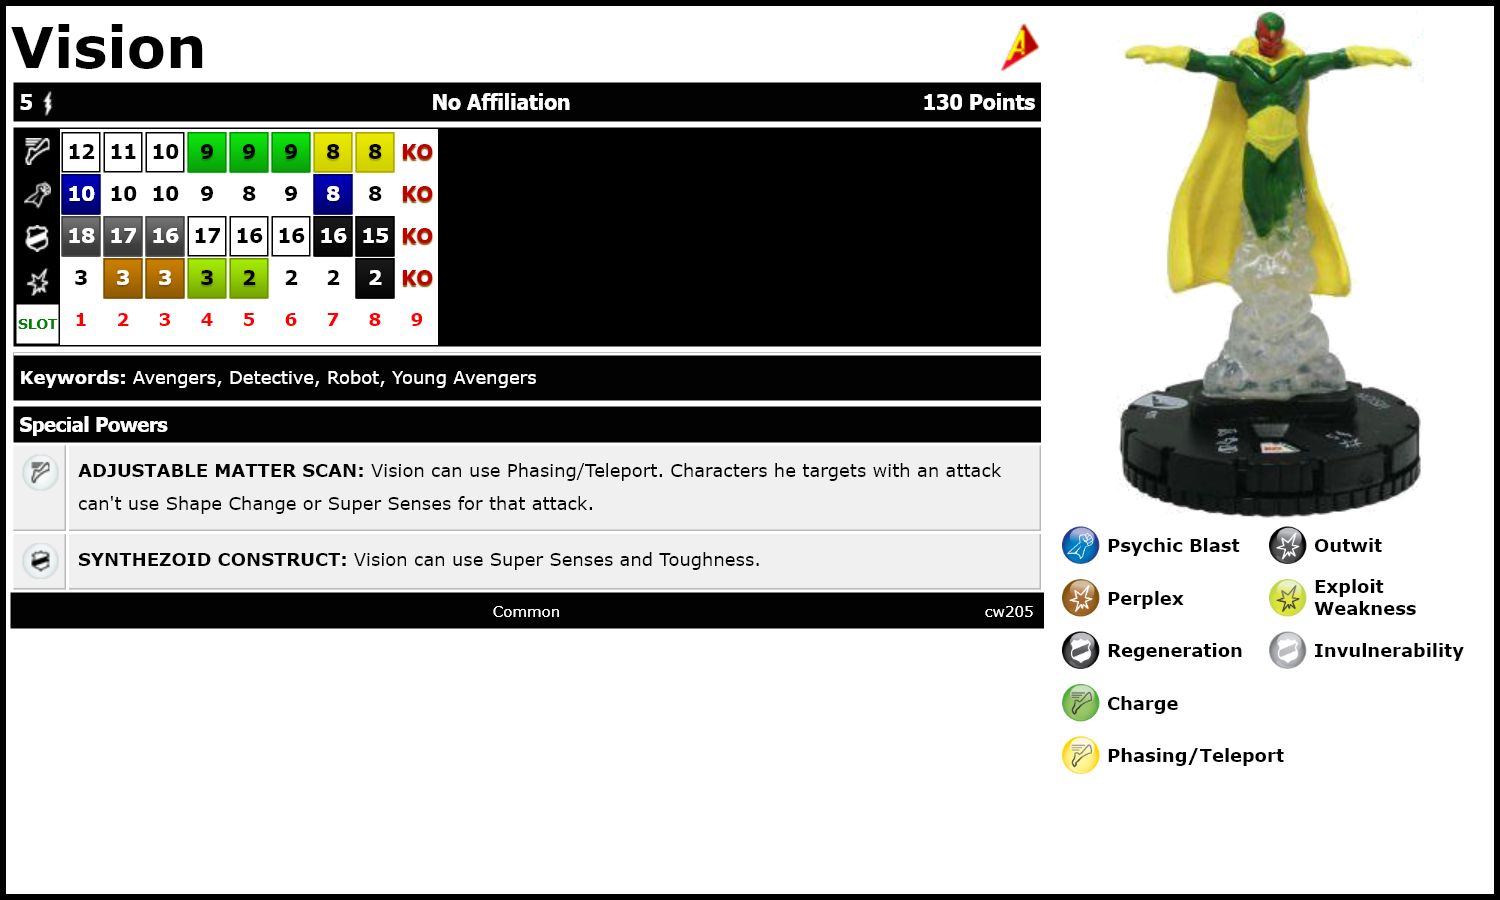 Vision
A
5 No Affiliation 130 Points
12 11 10 9 9 9 8 8 KO
10 10 10 9 8 9 8 8 KO
18 17 16 17 16 16 16 15 KO
3 3 3 3 2 2 2 2 KO
SLOT 1 2 3 4 5 6 7 8 9
Keywords: Avengers, Detective, Robot, Young Avengers
Special Powers
ADJUSTABLE MATTER SCAN: Vision can use Phasing/Teleport. Characters he targets with an attack
can't use Shape Change or Super Senses for that attack.
SYNTHEZOID CONSTRUCT: Vision can use Super Senses and Toughness.
Common cw205
Psychic Blast Outwit
Perplex Exploit
Weakness
Regeneration Invulnerability
Charge
Phasing/Teleport